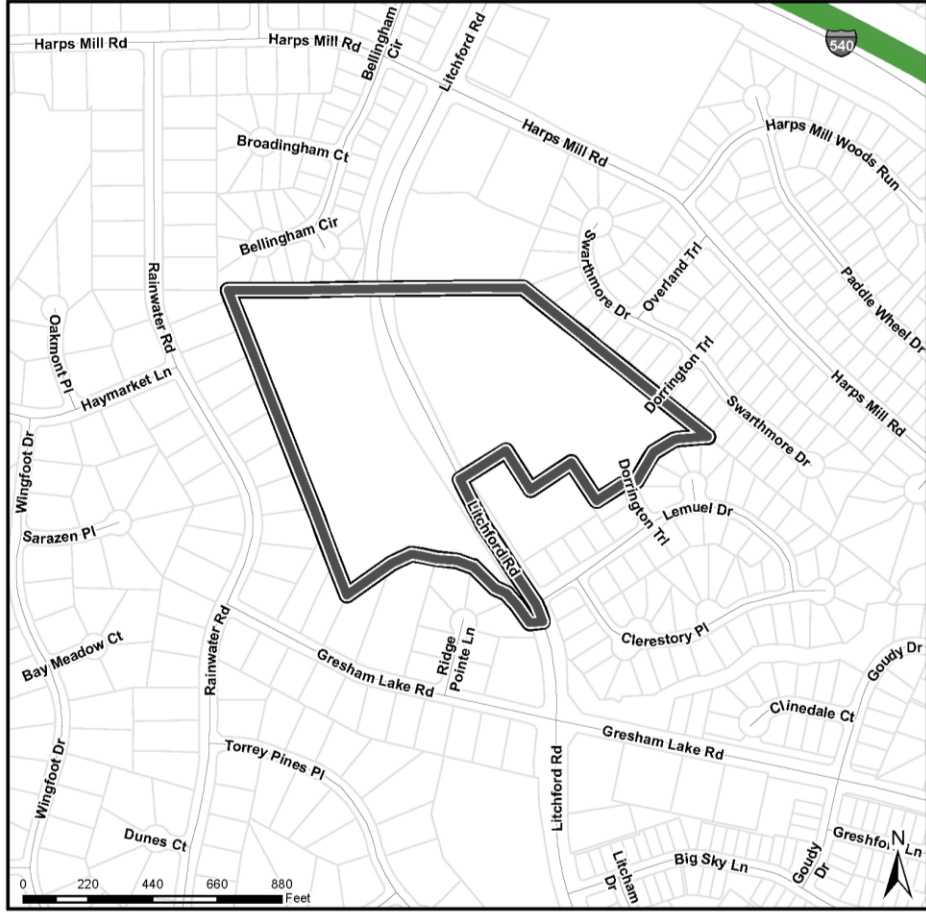 Harps Mill Rd
Harps Mill Rd
Bellingham
Cir
Litchford Rd
540
Broadingham Ct
Harps Mill Rd
Harps Mill Woods Run
Bellingham Cir
Swarthmore Dr
Overland Trl
Rainwater Rd
Paddle Wheel Dr
Oakmont Pl
Haymarket Ln
Dorrington Trl
Swarthmore Dr
Harps Mill Rd
Wingfoot Dr
Dorrington Trl
Sarazen Pl
Litchford Rd
Lemuel Dr
Rainwater Rd
Clerestory Pl
Bay Meadow Ct
Ridge
Pointe Ln
Gresham Lake Rd
Goudy Dr
Clinedale Ct
Gresham Lake Rd
Torrey Pines Pl
Wingfoot Dr
Litchford Rd
Dunes Ct
Litcham
Dr
Big Sky Ln
Goudy
Dr
N
0 220 440 660 880
Feet